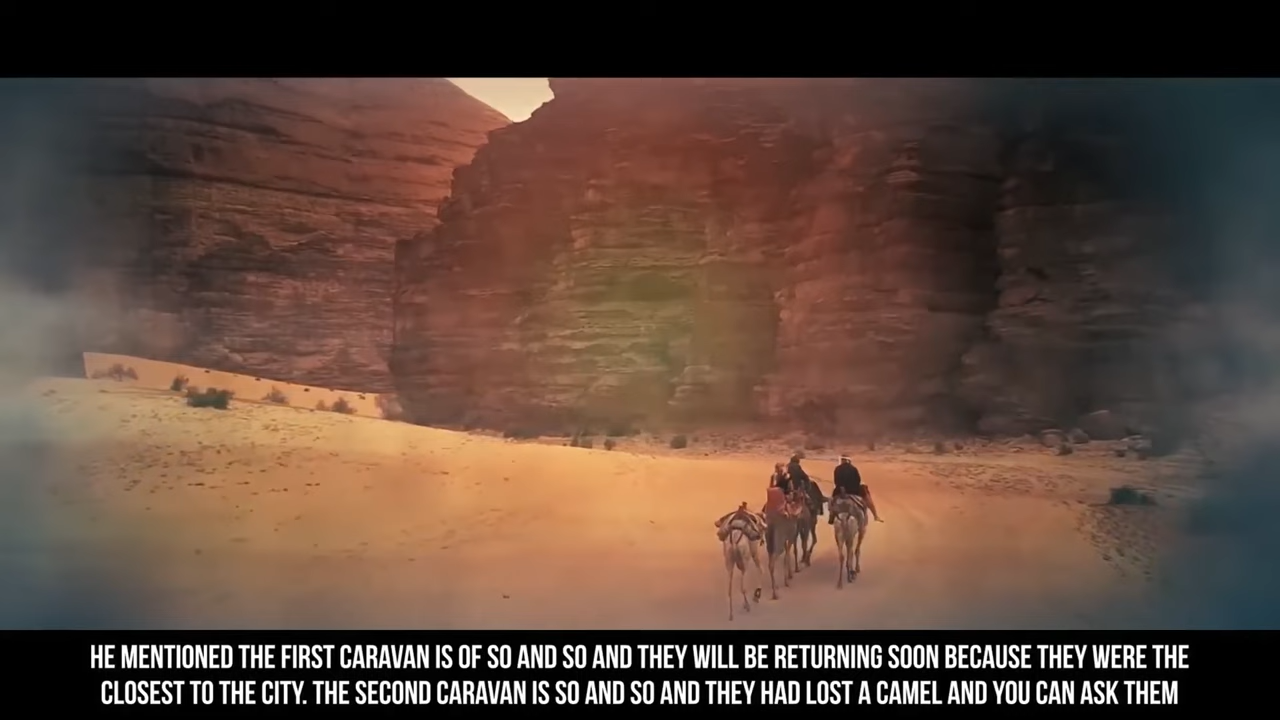 HE MENTIONED THE FIRST CARAVAN IS OF SO AND SO AND THEY WILL BE RETURNING SOON BECAUSE THEY WERE THE
CLOSEST TO THE CITY. THE SECOND CARAVAN IS SO AND SO AND THEY HAD LOST A CAMEL AND YOU CAN ASK THEM